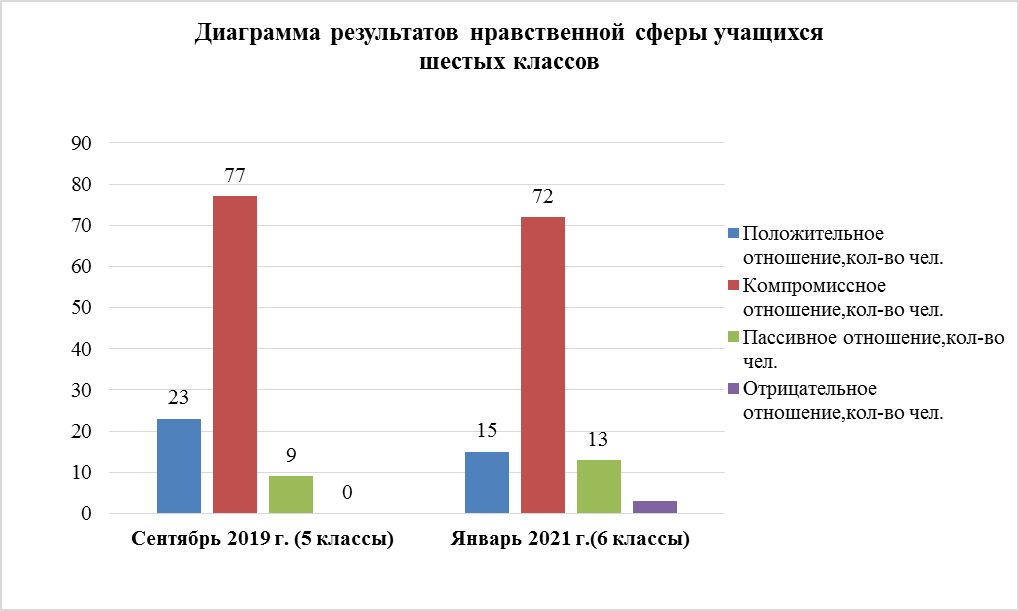 Диаграмма результатов нравственной сферы учащихся
шестых классов
90
80
70
60
50
40
30
20
10
0
23
77
9
0
15
72
13
Сентябрь 2019 г. (5 классы)
Январь 2021 г.(6 классы)
Положительное
отношение,кол-во чел.
Компромиссное
отношение,кол-во чел.
Пассивное отношение,кол-во
чел.
Отрицательное
отношение,кол-во чел.